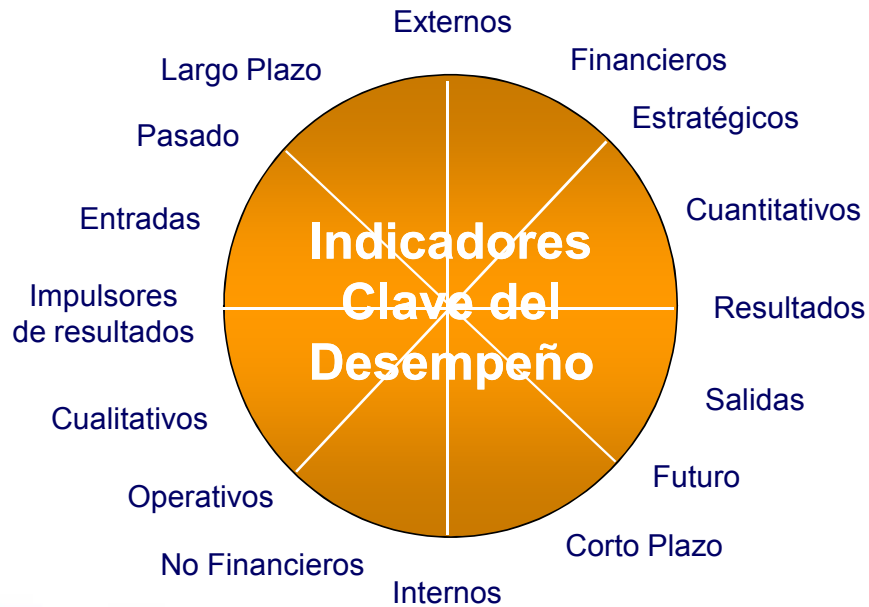 Externos
Financieros
Largo Plazo
Estratégicos
Pasado
Cuantitativos
Entradas
Indicadores
Clave del
Desempeño
Impulsores
de resultados
Resultados
Salidas
Cualitativos
Futuro
Operativos
Corto Plazo
No Financieros
Internos